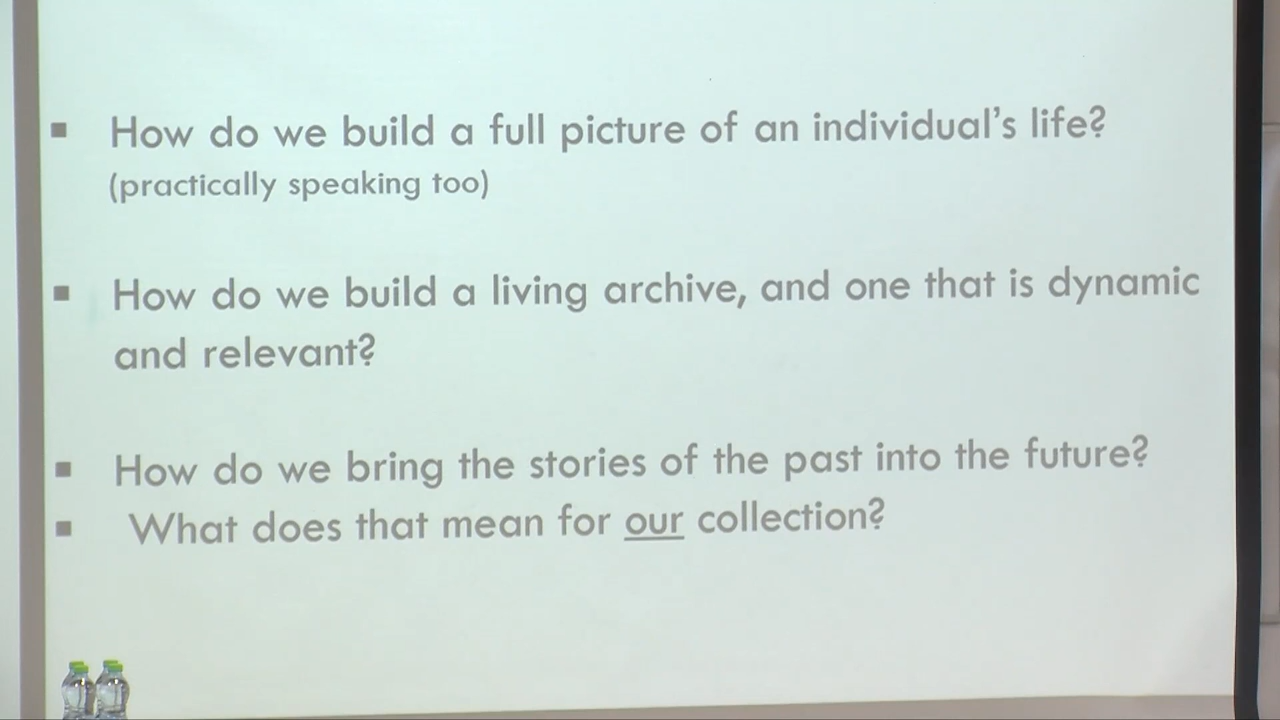 ▪ How do we build a full picture of an individual's life?
(practically speaking too)
▪ How do we build a living archive, and one that is dynamic
and relevant?
▪ How do we bring the stories of the past into the future?
▪ What does that mean for our collection?